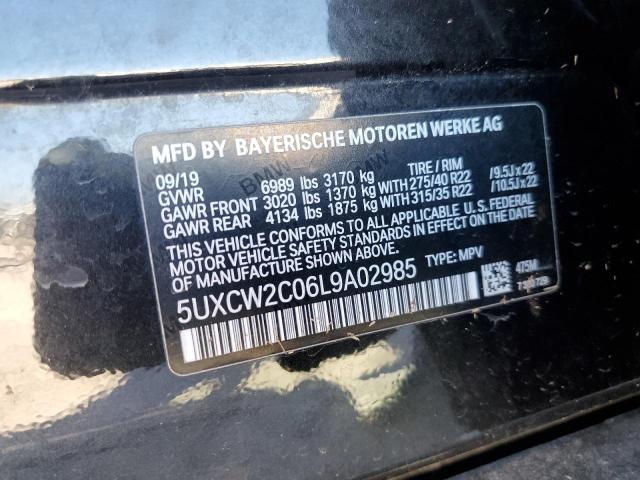 MFD BY BAYERISCHE MOTOREN WERKE AG
09/19 TIRE / RIM
GVWR 6989 lbs 3170 kg
GAWR FRONT 3020 lbs 1370 kg WITH 275/40 R22 /9.5Jx22
GAWR REAR 4134 lbs 1875 kg WITH 315/35 R22 /10.5Jx22
THIS VEHICLE CONFORMS TO ALL APPLICABLE U.S. FEDERAL
MOTOR VEHICLE SAFETY STANDARDS IN EFFECT ON THE DATE
OF MANUFACTURE SHOWN ABOVE.
5UXCW2C06L9A02985 TYPE: MPV
475M